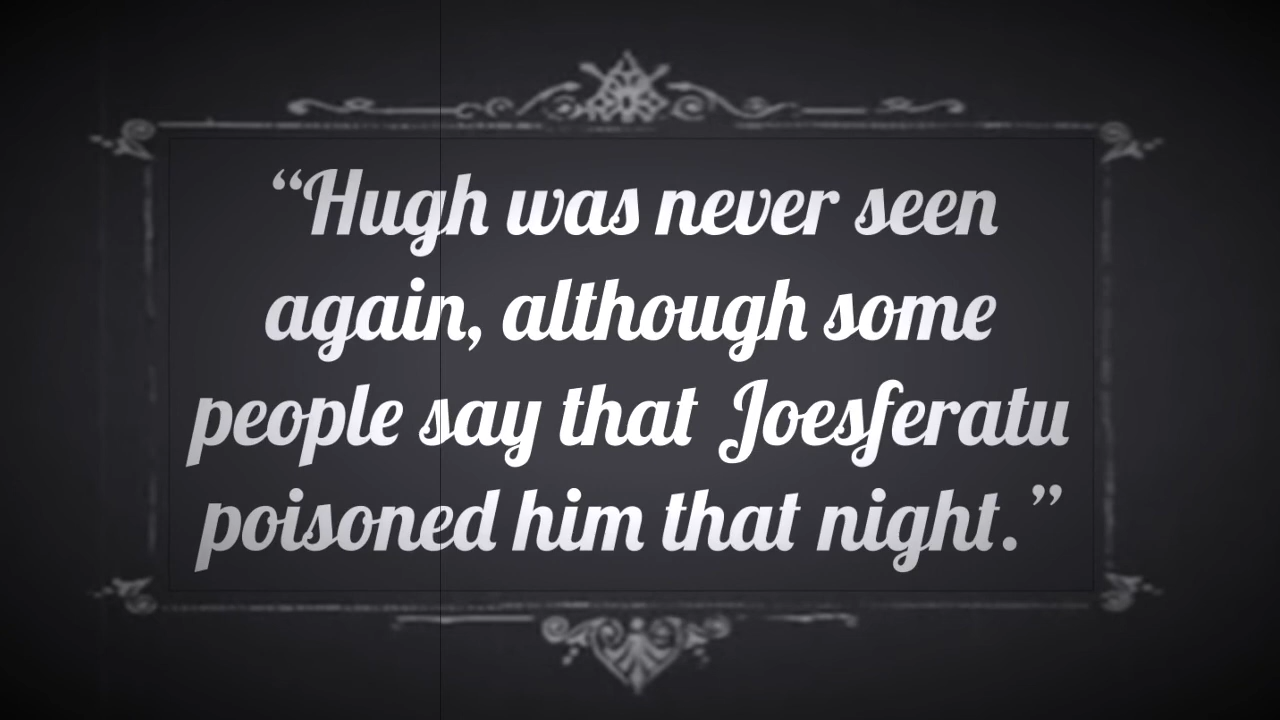 “Hugh was never seen
again, although some
people say that Joesferatu
poisoned him that night.”